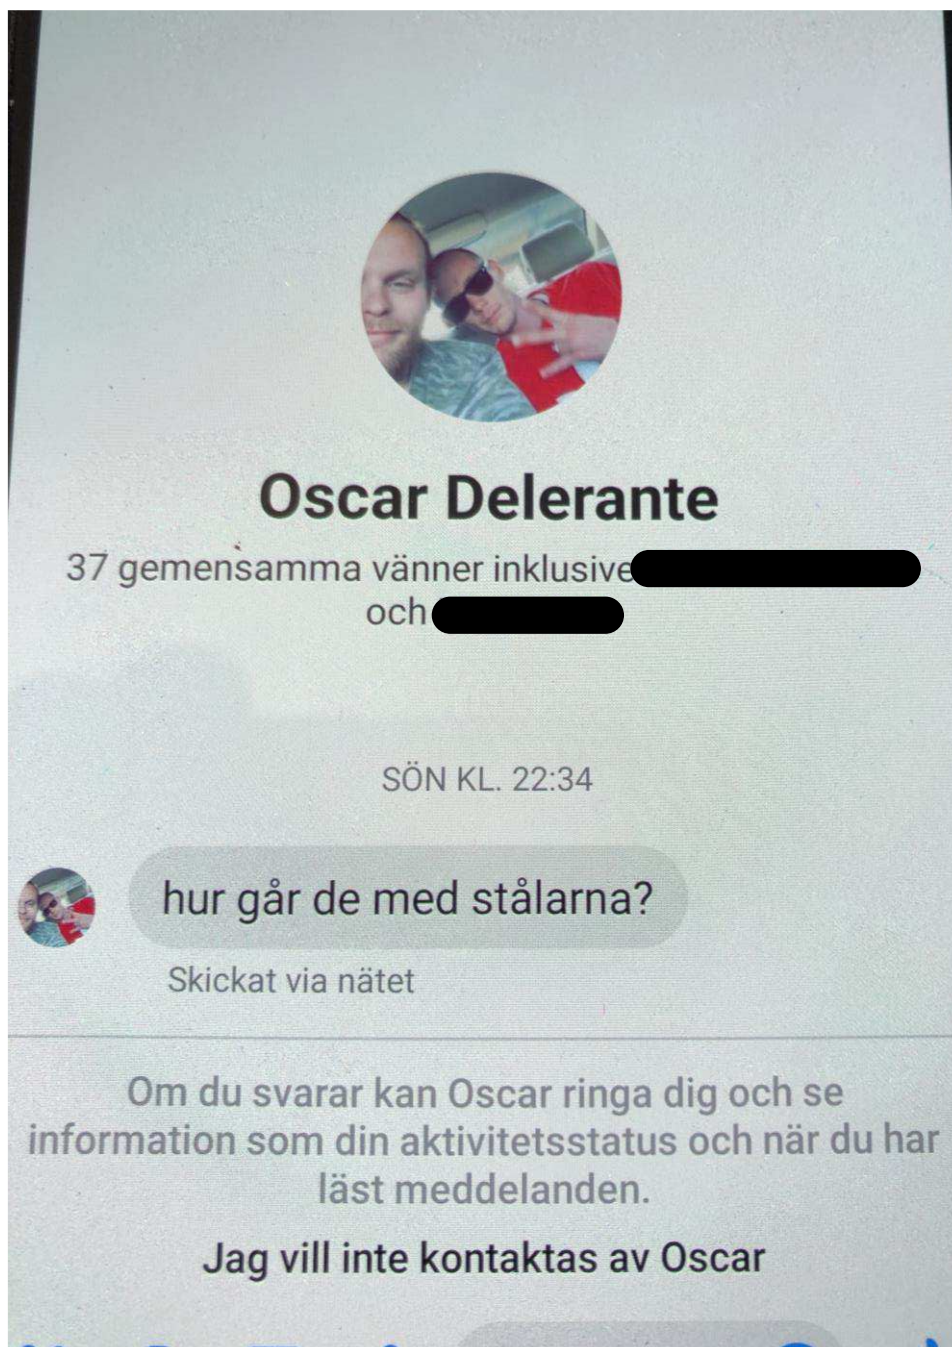 Oscar Delerante
37 gemensamma vänner inklusive
och
SÖN KL. 22:34
hur går de med stålarna?
Skickat via nätet
Om du svarar kan Oscar ringa dig och se
information som din aktivitetsstatus och när du har
läst meddelanden.
Jag vill inte kontaktas av Oscar